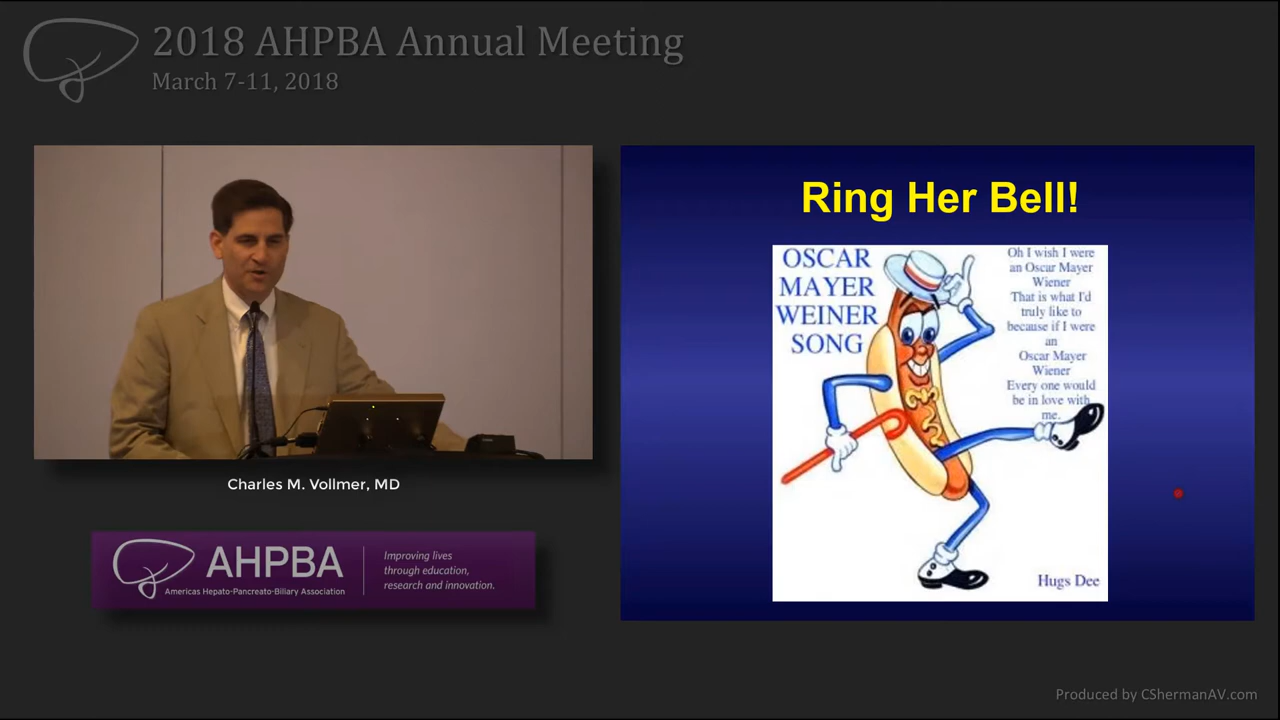 2018 AHPBA Annual Meeting
March 7-11, 2018
Ring Her Bell!
OSCAR
MAYER
WEINER
SONG
Oh I wish I were
an Oscar Mayer
Wiener
That is what I'd
truly like to
because if I were
an
Oscar Mayer
Wiener
Every one would
be in love with
me.
Hugs Dee
Charles M. Vollmer, MD
AHPBA
Americas Hepato-Pancreato-Biliary Association
Improving lives
through education,
research and innovation.
Produced by CShermanAV.com